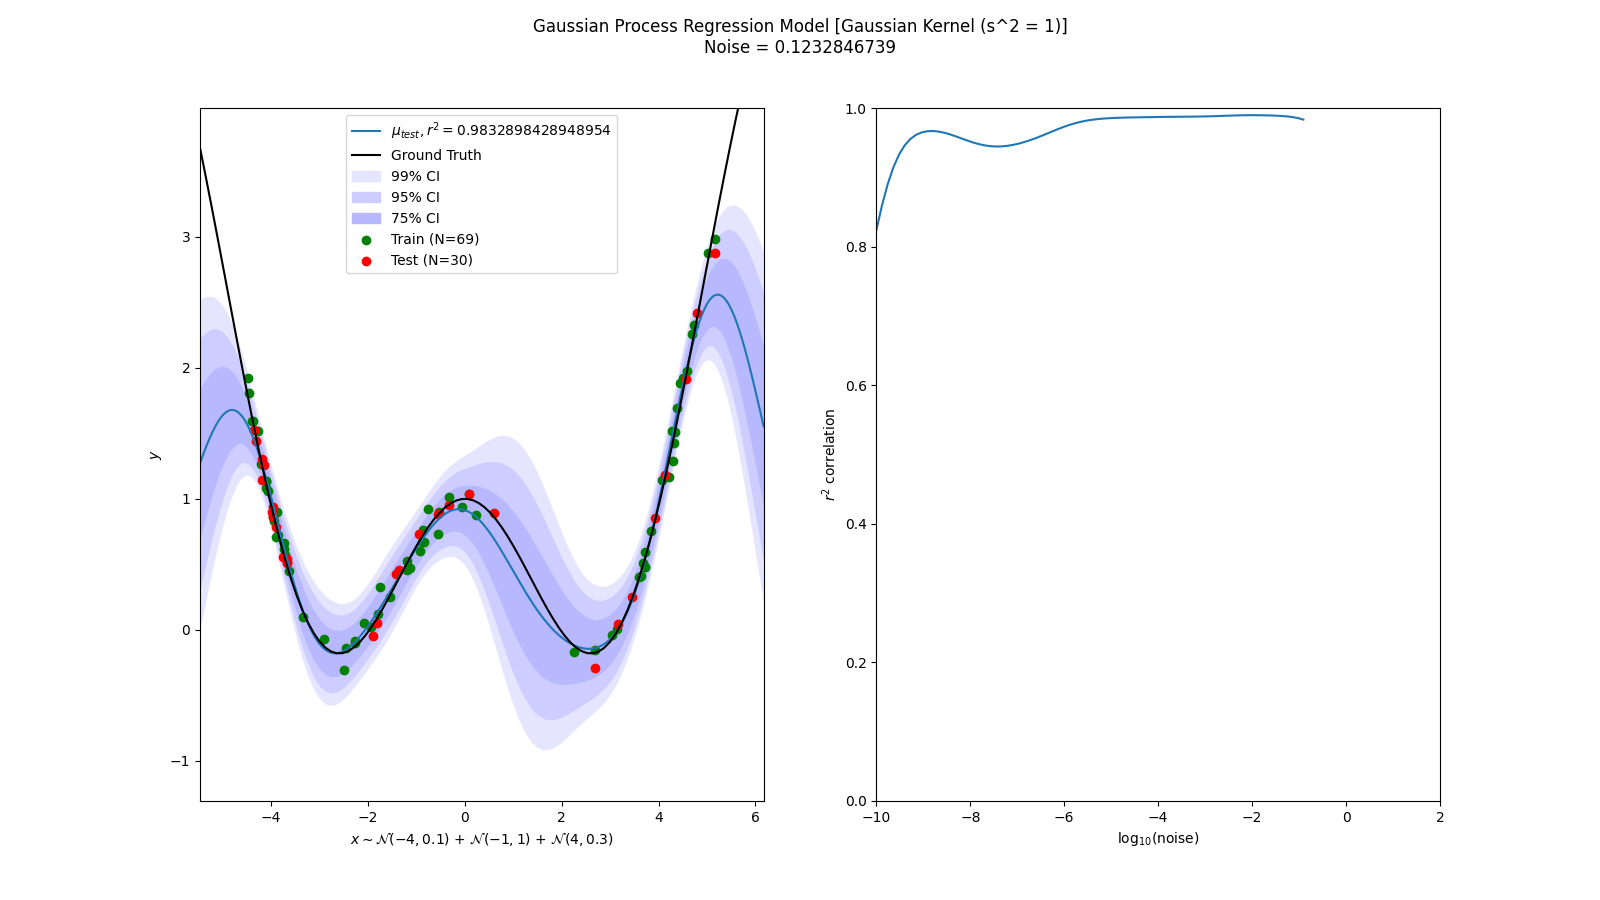 Gaussian Process Regression Model [Gaussian Kernel (s^2 = 1)]
Noise = 0.1232846739
μ_test, r² = 0.9832898428948954
Ground Truth
99% CI
95% CI
75% CI
Train (N=69)
Test (N=30)
3
2
1
0
−1
y
−4 −2 0 2 4 6
x ~ 𝒩(−4, 0.1) + 𝒩(−1, 1) + 𝒩(4, 0.3)
1.0
0.8
0.6
0.4
0.2
0.0
r² correlation
−10 −8 −6 −4 −2 0 2
log₁₀(noise)